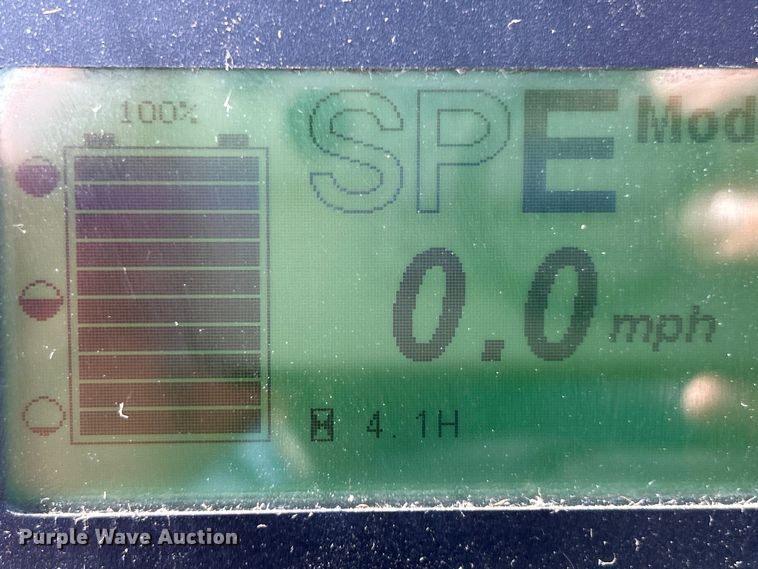 100%
SPE Mod
0.0 mph
4.1H
Purple Wave Auction